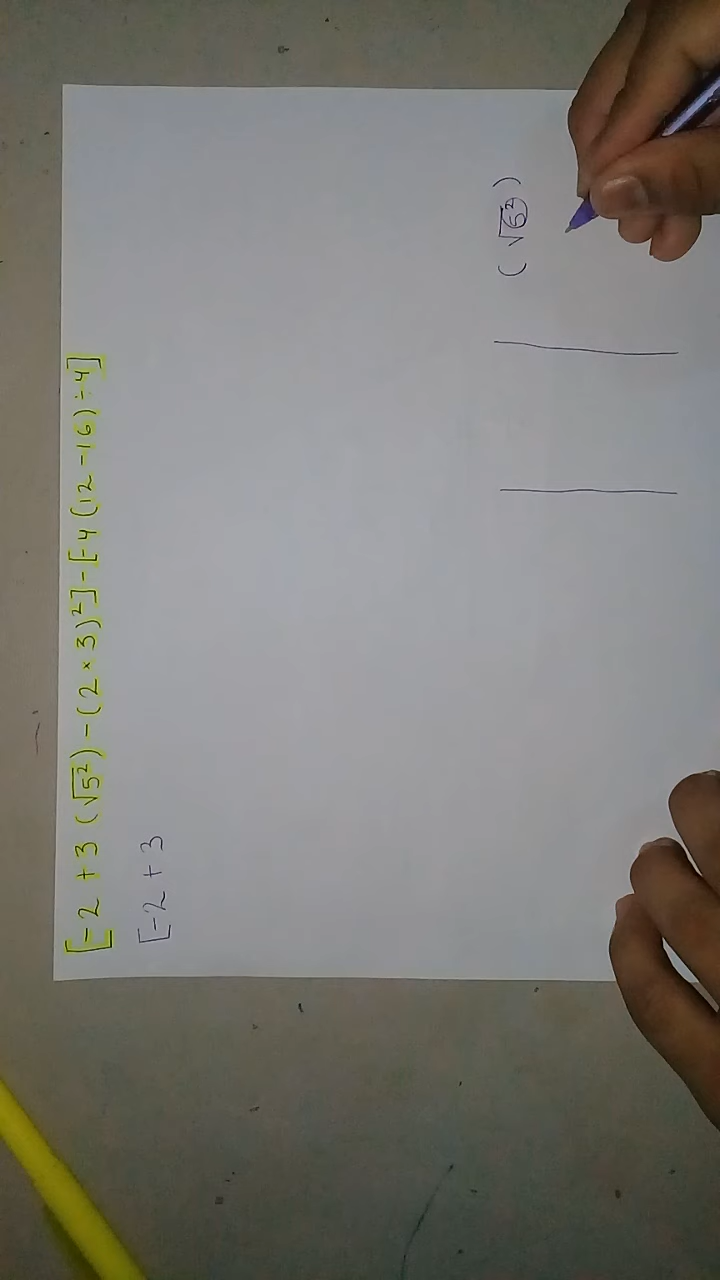 [-2 + 3 (√5²) - (2 × 3)²] - [-4 (12 - 16) ÷ 4]
[-2 + 3
(√5²)